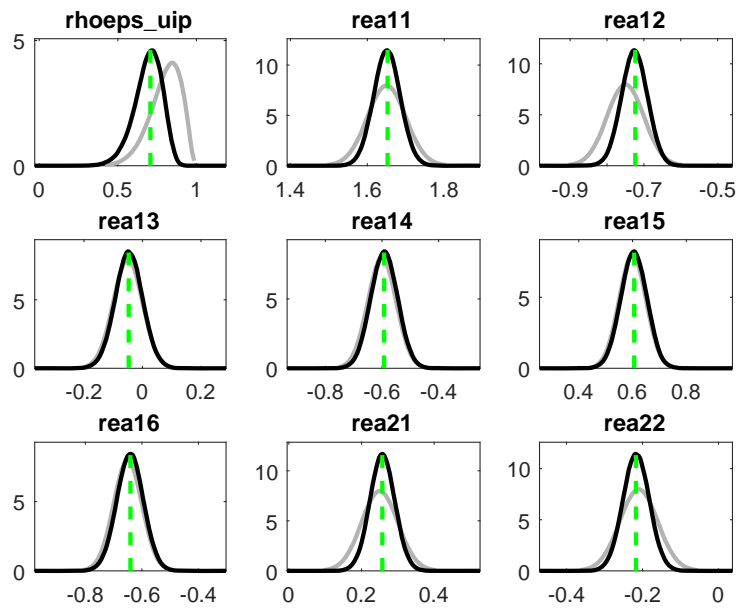 rhoeps_uip rea11 rea12
5 10 10
5 5
0 0 0
0 0.5 1 1.4 1.6 1.8 -0.9 -0.7 -0.5
rea13 rea14 rea15
5 5 5
0 0 0
-0.2 0 0.2 -0.8 -0.6 -0.4 0.4 0.6 0.8
rea16 rea21 rea22
5 10 10
5 5
0 0 0
-0.8 -0.6 -0.4 0 0.2 0.4 -0.4 -0.2 0